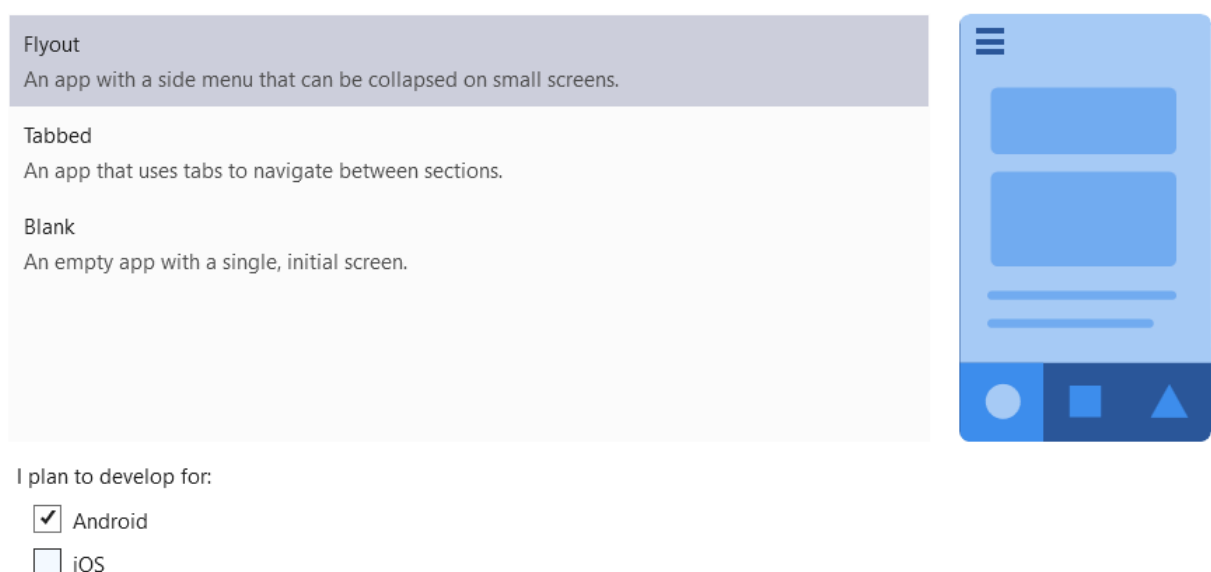 Flyout
An app with a side menu that can be collapsed on small screens.
Tabbed
An app that uses tabs to navigate between sections.
Blank
An empty app with a single, initial screen.
I plan to develop for:
Android
iOS